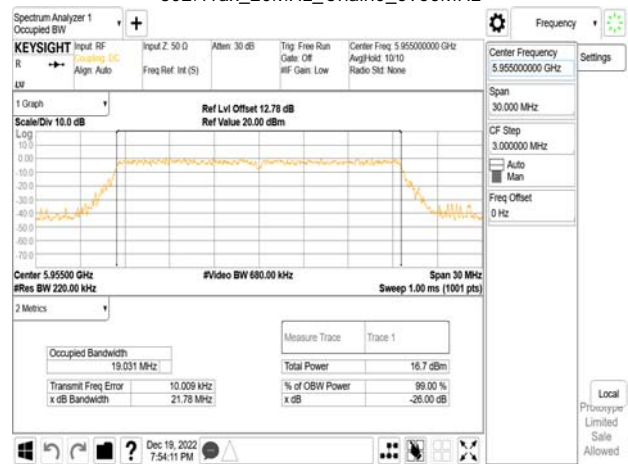 Spectrum Analyzer 1
Occupied BW
Frequency
KEYSIGHT
R
LW
Input: RF
Coupling: DC
Align: Auto
Input Z: 50 Ω
Freq Ref: Int (S)
Atten: 30 dB
Trig: Free Run
Gate: Off
#IF Gain: Low
Center Freq: 5.955000000 GHz
Avg|Hold: 10/10
Radio Std: None
Center Frequency
5.955000000 GHz
Settings
Span
30.000 MHz
CF Step
3.000000 MHz
Auto
Man
Freq Offset
0 Hz
1 Graph
Scale/Div 10.0 dB
Ref Lvl Offset 12.78 dB
Ref Value 20.00 dBm
Log
10.0
0.00
-10.0
-20.0
-30.0
-40.0
-50.0
-60.0
-70.0
Center 5.95500 GHz
#Res BW 220.00 kHz
#Video BW 680.00 kHz
Span 30 MHz
Sweep 1.00 ms (1001 pts)
2 Metrics
Measure Trace
Trace 1
Occupied Bandwidth
19.031 MHz
Total Power
16.7 dBm
Transmit Freq Error
10.009 kHz
% of OBW Power
99.00 %
x dB Bandwidth
21.78 MHz
x dB
-26.00 dB
Local
Prototype
Limited
Sale
Allowed
Dec 19, 2022
7:54:11 PM